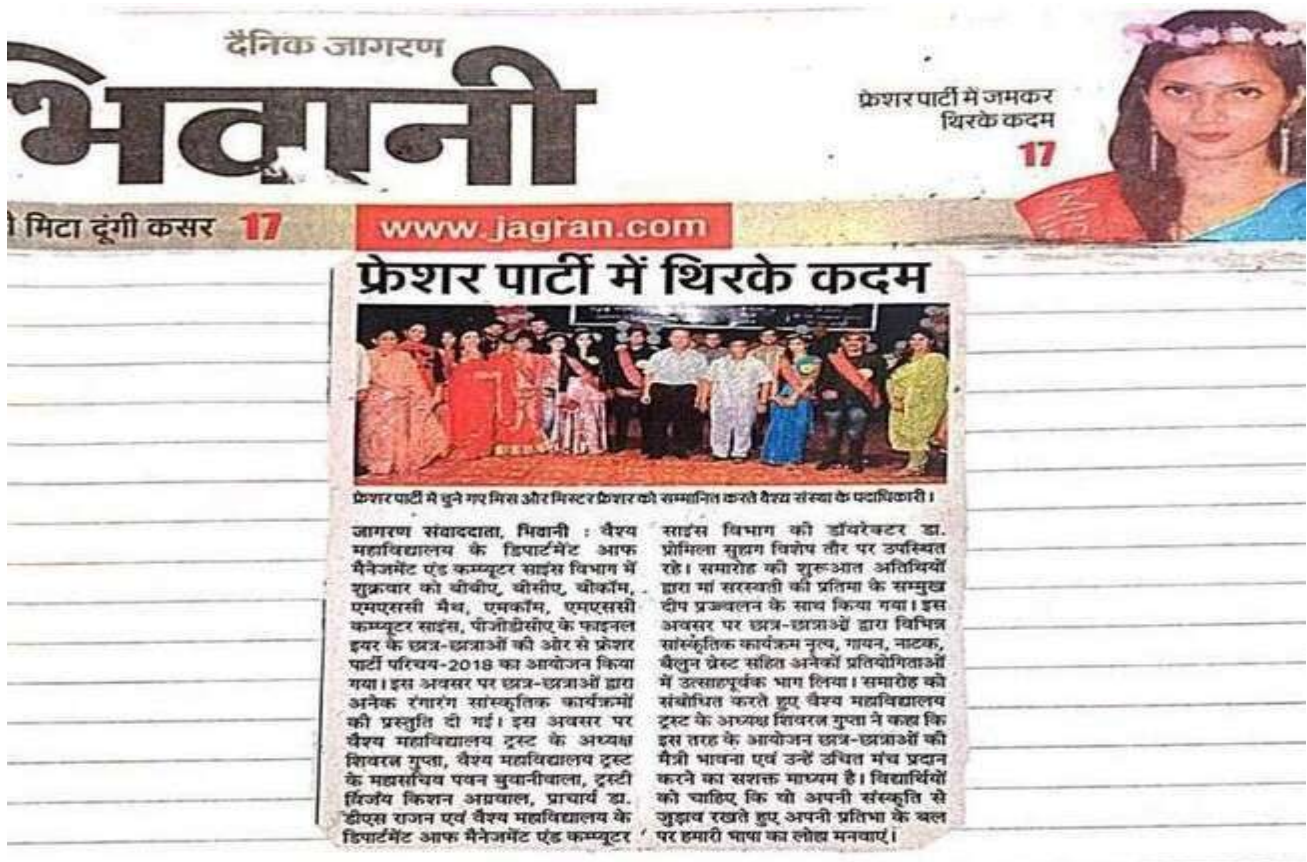 दैनिक जागरण
भिवानी
फ्रेशर पार्टी में जमकर
थिरके कदम
17
मिटा दूंगी कसर 17
www.jagran.com
फ्रेशर पार्टी में थिरके कदम
फ्रेशर पार्टी में चुने गए मिस और मिस्टर फ्रेशर को सम्मानित करते वैश्य संस्था के पदाधिकारी।
जागरण संवाददाता, भिवानी : वैश्य
महाविद्यालय के डिपार्टमेंट आफ
मैनेजमेंट एंड कम्प्यूटर साइंस विभाग में
शुक्रवार को बीबीए, बीसीए, बीकॉम,
एमएससी मैथ, एमकॉम, एमएससी
कम्प्यूटर साइंस, पीजीडीसीए के फाइनल
इयर के छात्र-छात्राओं की ओर से फ्रेशर
पार्टी परिचय-2018 का आयोजन किया
गया। इस अवसर पर छात्र-छात्राओं द्वारा
अनेक रंगारंग सांस्कृतिक कार्यक्रमों
की प्रस्तुति दी गई। इस अवसर पर
वैश्य महाविद्यालय ट्रस्ट के अध्यक्ष
शिवरत्न गुप्ता, वैश्य महाविद्यालय ट्रस्ट
के महासचिव पवन बुवानीवाला, ट्रस्टी
विजय किशन अग्रवाल, प्राचार्य डा.
डीएस राजन एवं वैश्य महाविद्यालय के
डिपार्टमेंट आफ मैनेजमेंट एंड कम्प्यूटर
साइंस विभाग की डॉयरेक्टर डा.
प्रोमिला सुहाग विशेष तौर पर उपस्थित
रहे। समारोह की शुरूआत अतिथियों
द्वारा मां सरस्वती की प्रतिमा के सम्मुख
दीप प्रज्ज्वलन के साथ किया गया। इस
अवसर पर छात्र-छात्राओं द्वारा विभिन्न
सांस्कृतिक कार्यक्रम नृत्य, गायन, नाटक,
बैलुन ब्रेस्ट सहित अनेकों प्रतियोगिताओं
में उत्साहपूर्वक भाग लिया। समारोह को
संबोधित करते हुए वैश्य महाविद्यालय
ट्रस्ट के अध्यक्ष शिवरत्न गुप्ता ने कहा कि
इस तरह के आयोजन छात्र-छात्राओं की
मैत्री भावना एवं उन्हें उचित मंच प्रदान
करने का सशक्त माध्यम है। विद्यार्थियों
को चाहिए कि वो अपनी संस्कृति से
जुड़ाव रखते हुए अपनी प्रतिभा के बल
पर हमारी भाषा का लोहा मनवाएं।